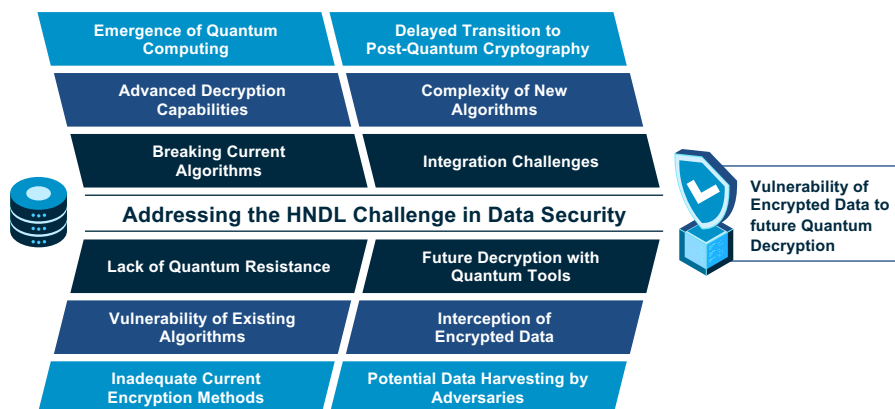 Emergence of Quantum
Computing
Delayed Transition to
Post-Quantum Cryptography
Advanced Decryption
Capabilities
Complexity of New
Algorithms
Breaking Current
Algorithms
Integration Challenges
Addressing the HNDL Challenge in Data Security
Vulnerability of
Encrypted Data to
future Quantum
Decryption
Lack of Quantum Resistance
Future Decryption with
Quantum Tools
Vulnerability of Existing
Algorithms
Interception of
Encrypted Data
Inadequate Current
Encryption Methods
Potential Data Harvesting by
Adversaries